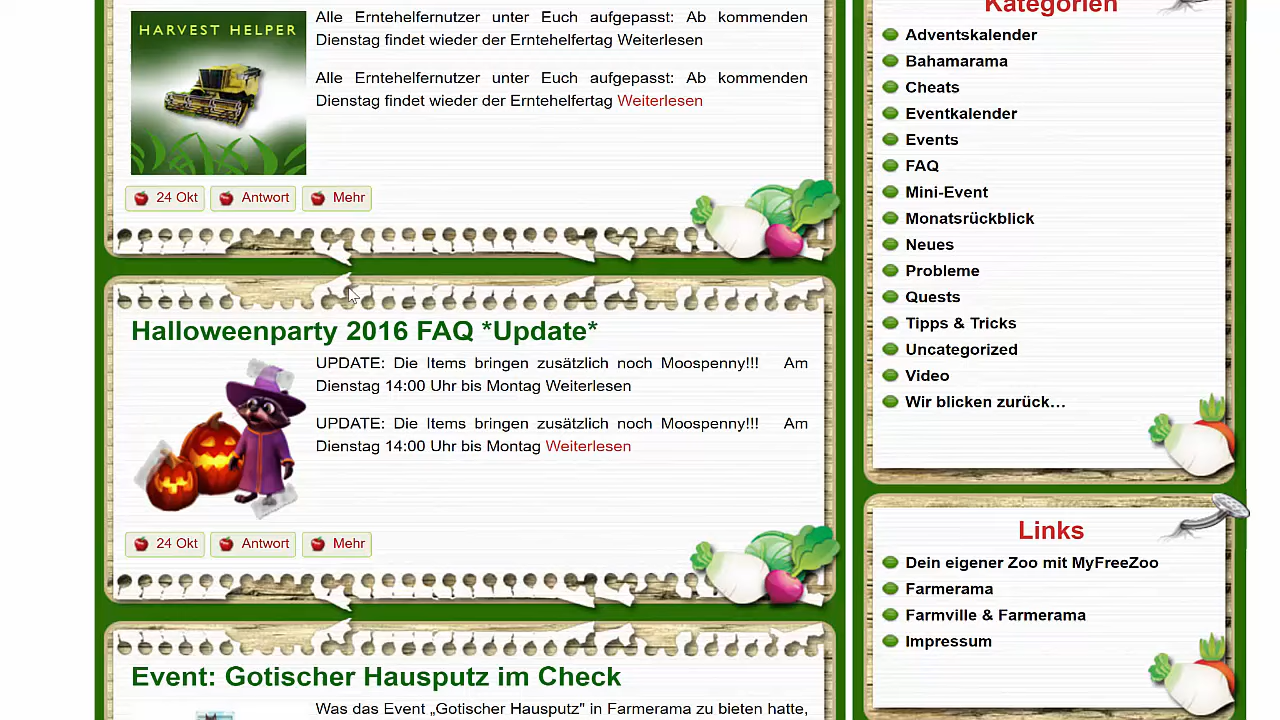 HARVEST HELPER
Alle Erntehelfernutzer unter Euch aufgepasst: Ab kommenden
Dienstag findet wieder der Erntehelfertag Weiterlesen
Alle Erntehelfernutzer unter Euch aufgepasst: Ab kommenden
Dienstag findet wieder der Erntehelfertag Weiterlesen
24 Okt Antwort Mehr
Halloweenparty 2016 FAQ *Update*
UPDATE: Die Items bringen zusätzlich noch Moospenny!!! Am
Dienstag 14:00 Uhr bis Montag Weiterlesen
UPDATE: Die Items bringen zusätzlich noch Moospenny!!! Am
Dienstag 14:00 Uhr bis Montag Weiterlesen
24 Okt Antwort Mehr
Event: Gotischer Hausputz im Check
Was das Event „Gotischer Hausputz" in Farmerama zu bieten hatte,
Kategorien
Adventskalender
Bahamarama
Cheats
Eventkalender
Events
FAQ
Mini-Event
Monatsrückblick
Neues
Probleme
Quests
Tipps & Tricks
Uncategorized
Video
Wir blicken zurück…
Links
Dein eigener Zoo mit MyFreeZoo
Farmerama
Farmville & Farmerama
Impressum